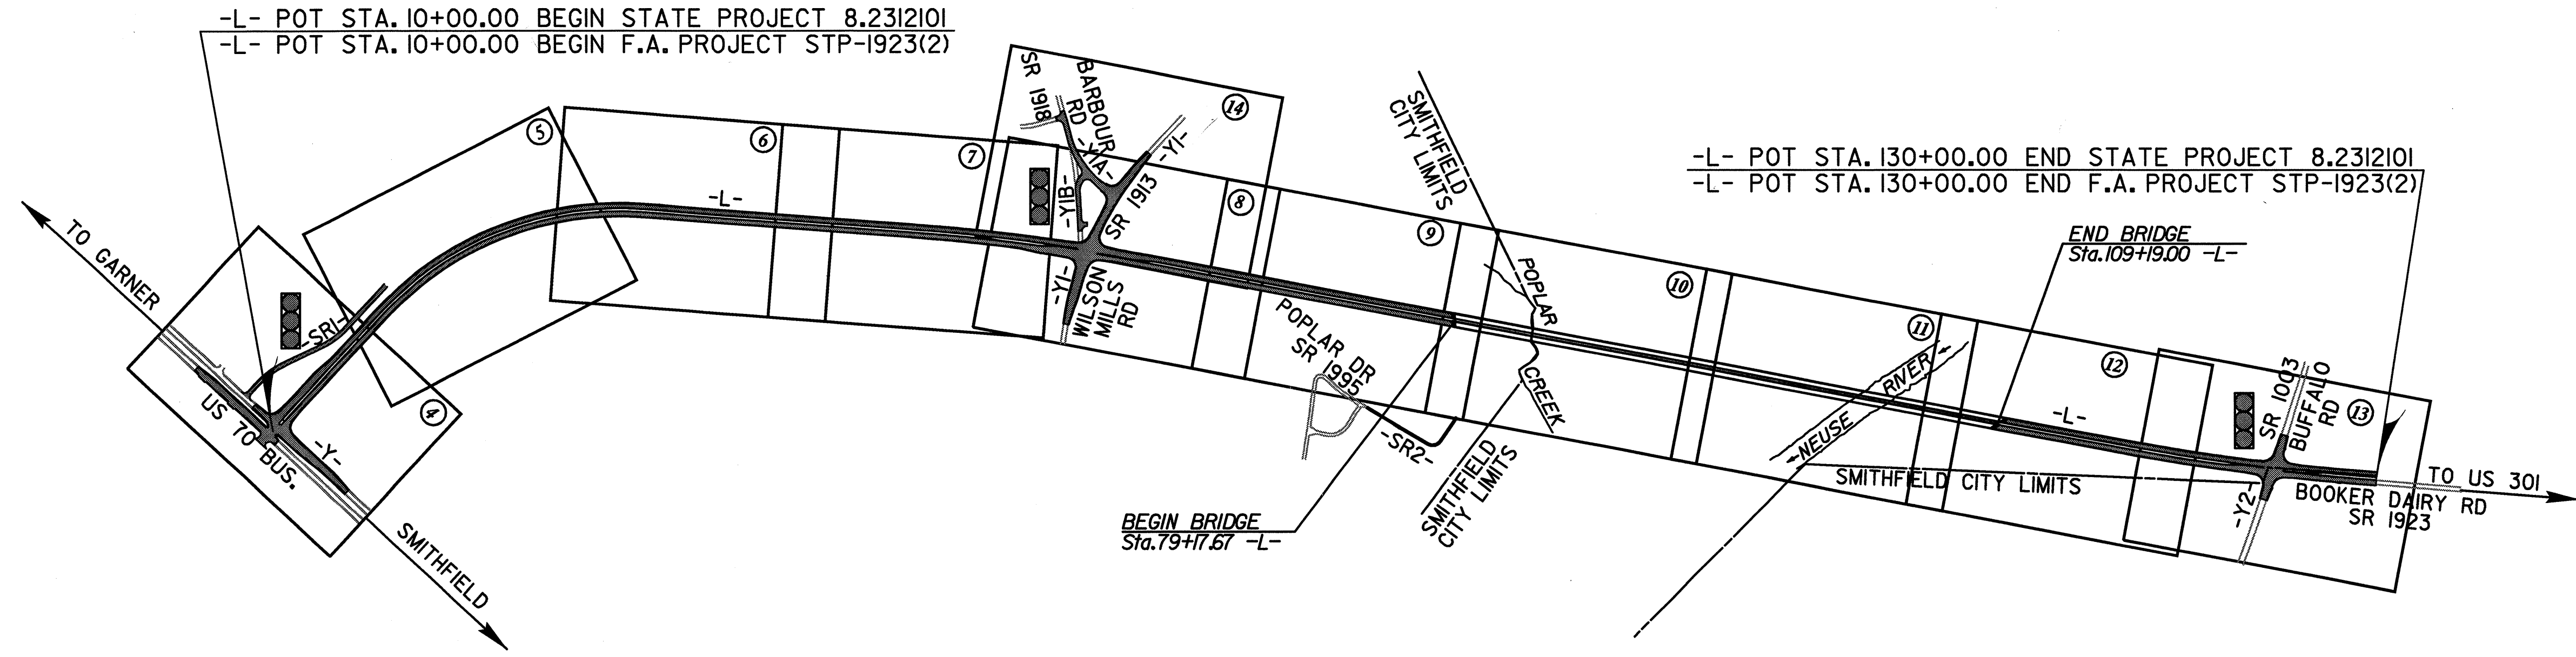 -L- POT STA. 10+00.00 BEGIN STATE PROJECT 8.2312101
-L- POT STA. 10+00.00 BEGIN F.A. PROJECT STP-1923(2)
-L- POT STA. 130+00.00 END STATE PROJECT 8.2312101
-L- POT STA. 130+00.00 END F.A. PROJECT STP-1923(2)
TO GARNER
US 70 BUS.
-Y-
SMITHFIELD
-SR1-
4
5
6
7
-L-
SR 1918
BARBOUR
RD
-Y1A-
-Y1B-
-Y1-
SR 1913
14
-Y1-
WILSON
MILLS
RD
8
9
SMITHFIELD
CITY LIMITS
POPLAR
CREEK
POPLAR DR
SR 1995
-SR2-
SMITHFIELD
CITY LIMITS
BEGIN BRIDGE
Sta. 79+17.67 -L-
10
11
NEUSE RIVER
END BRIDGE
Sta. 109+19.00 -L-
12
-L-
SMITHFIELD CITY LIMITS
SR 1003
BUFFALO
RD
13
-Y2-
TO US 301
BOOKER DAIRY RD
SR 1923